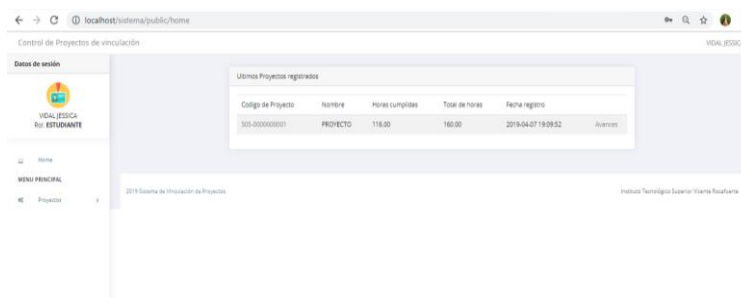 localhost/sistema/public/home
Control de Proyectos de vinculación
VIDAL JESSICA
Datos de sesión
VIDAL JESSICA
Rol: ESTUDIANTE
Home
MENU PRINCIPAL
Proyectos
Ultimos Proyectos registrados
Codigo de Proyecto Nombre Horas cumplidas Total de horas Fecha registro
S05-0000000001 PROYECTO 116.00 160.00 2019-04-07 19:09:52 Avances
2019 Sistema de Vinculación de Proyectos
Instituto Tecnológico Superior Vicente Rocafuerte